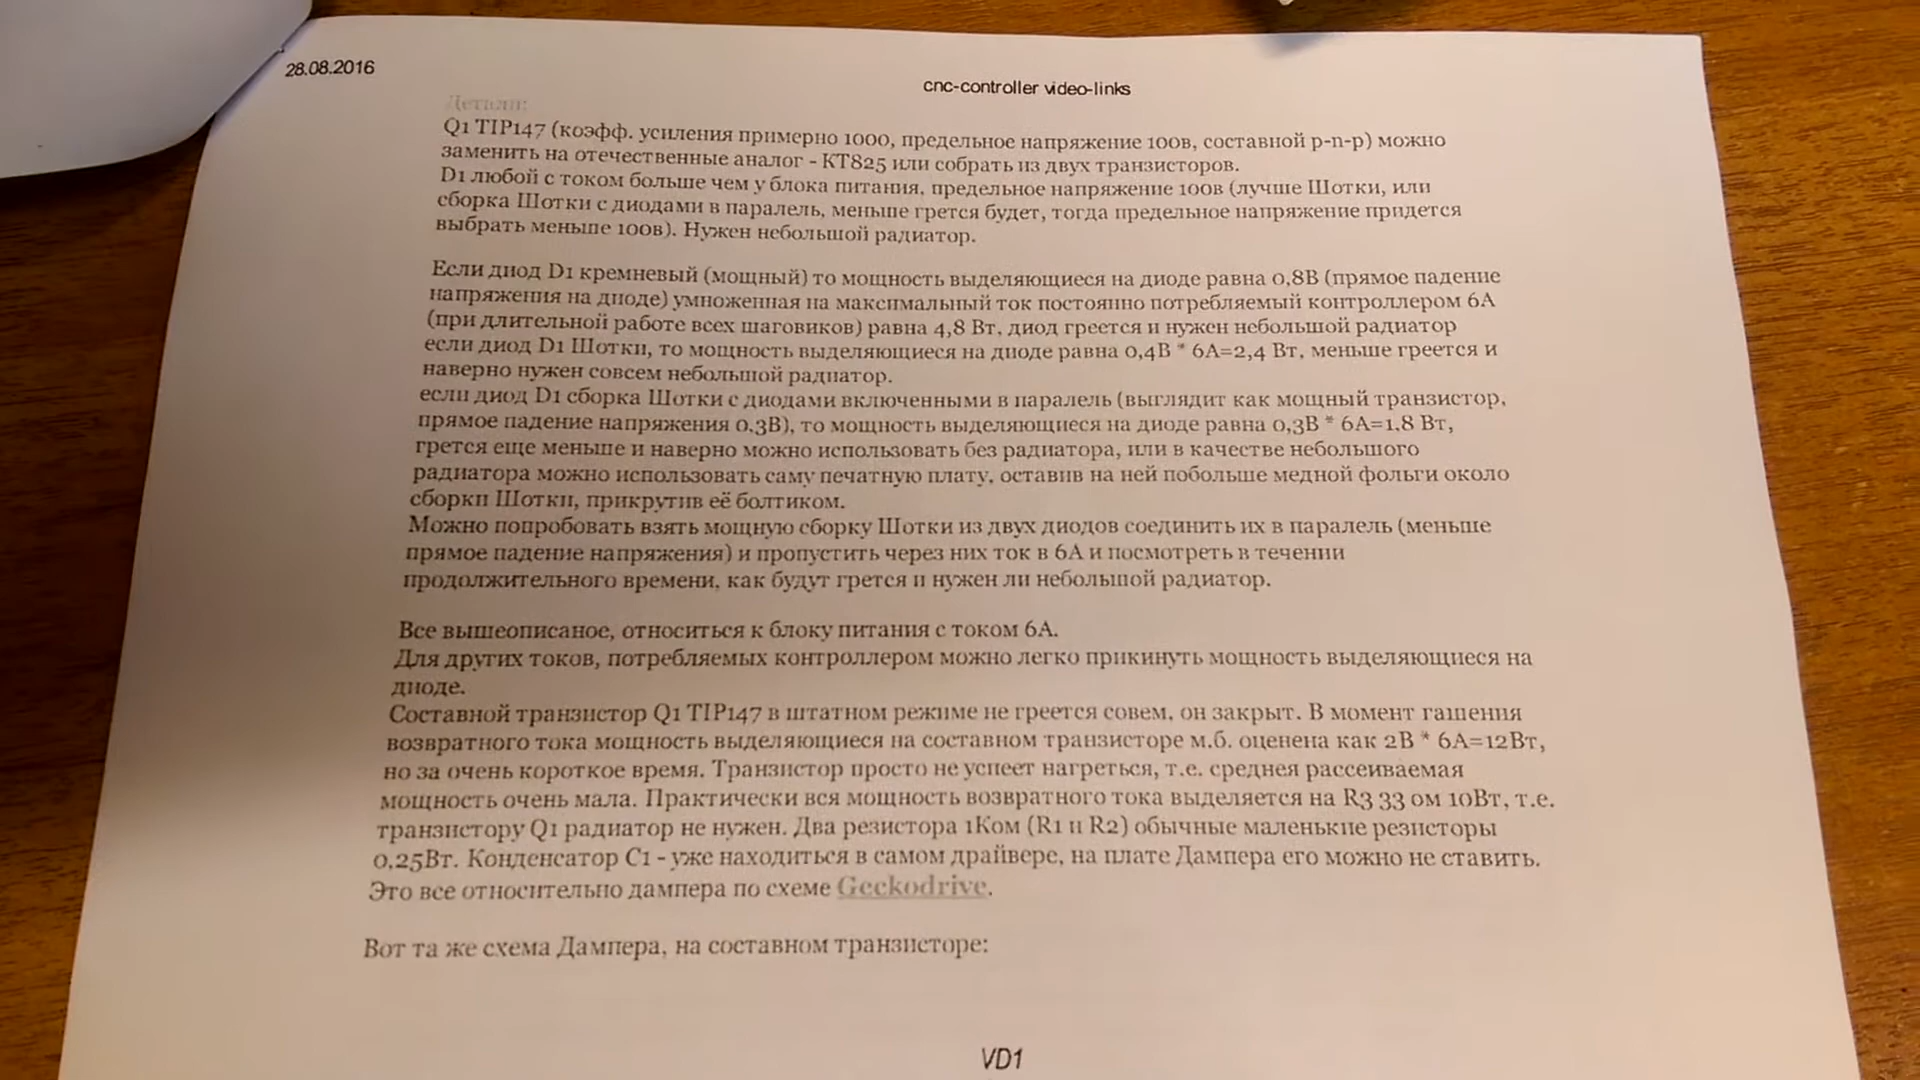 28.08.2016
cnc-controller video-links
Детали:
Q1 TIP147 (коэфф. усиления примерно 1000, предельное напряжение 100в, составной p-n-p) можно
заменить на отечественные аналог - КТ825 или собрать из двух транзисторов.
D1 любой с током больше чем у блока питания, предельное напряжение 100в (лучше Шотки, или
сборка Шотки с диодами в паралель, меньше грется будет, тогда предельное напряжение придется
выбрать меньше 100в). Нужен небольшой радиатор.
Если диод D1 кремневый (мощный) то мощность выделяющиеся на диоде равна 0,8В (прямое падение
напряжения на диоде) умноженная на максимальный ток постоянно потребляемый контроллером 6А
(при длительной работе всех шаговиков) равна 4,8 Вт, диод греется и нужен небольшой радиатор
если диод D1 Шотки, то мощность выделяющиеся на диоде равна 0,4В * 6А=2,4 Вт, меньше греется и
наверно нужен совсем небольшой радиатор.
если диод D1 сборка Шотки с диодами включенными в паралель (выглядит как мощный транзистор,
прямое падение напряжения 0.3В), то мощность выделяющиеся на диоде равна 0,3В * 6А=1.8 Вт,
грется еще меньше и наверно можно использовать без радиатора, или в качестве небольшого
радиатора можно использовать саму печатную плату, оставив на ней побольше медной фольги около
сборки Шотки, прикрутив её болтиком.
Можно попробовать взять мощную сборку Шотки из двух диодов соединить их в паралель (меньше
прямое падение напряжения) и пропустить через них ток в 6А и посмотреть в течении
продолжительного времени, как будут грется и нужен ли небольшой радиатор.
Все вышеописаное, относиться к блоку питания с током 6А.
Для других токов, потребляемых контроллером можно легко прикинуть мощность выделяющиеся на
диоде.
Составной транзистор Q1 TIP147 в штатном режиме не греется совем, он закрыт. В момент гашения
возвратного тока мощность выделяющиеся на составном транзисторе м.б. оценена как 2В * 6А=12Вт,
но за очень короткое время. Транзистор просто не успеет нагреться, т.е. среднея рассеиваемая
мощность очень мала. Практически вся мощность возвратного тока выделяется на R3 33 ом 10Вт, т.е.
транзистору Q1 радиатор не нужен. Два резистора 1Ком (R1 и R2) обычные маленькие резисторы
0,25Вт. Конденсатор С1 - уже находиться в самом драйвере, на плате Дампера его можно не ставить.
Это все относительно дампера по схеме Geckodrive.
Вот та же схема Дампера, на составном транзисторе:
VD1